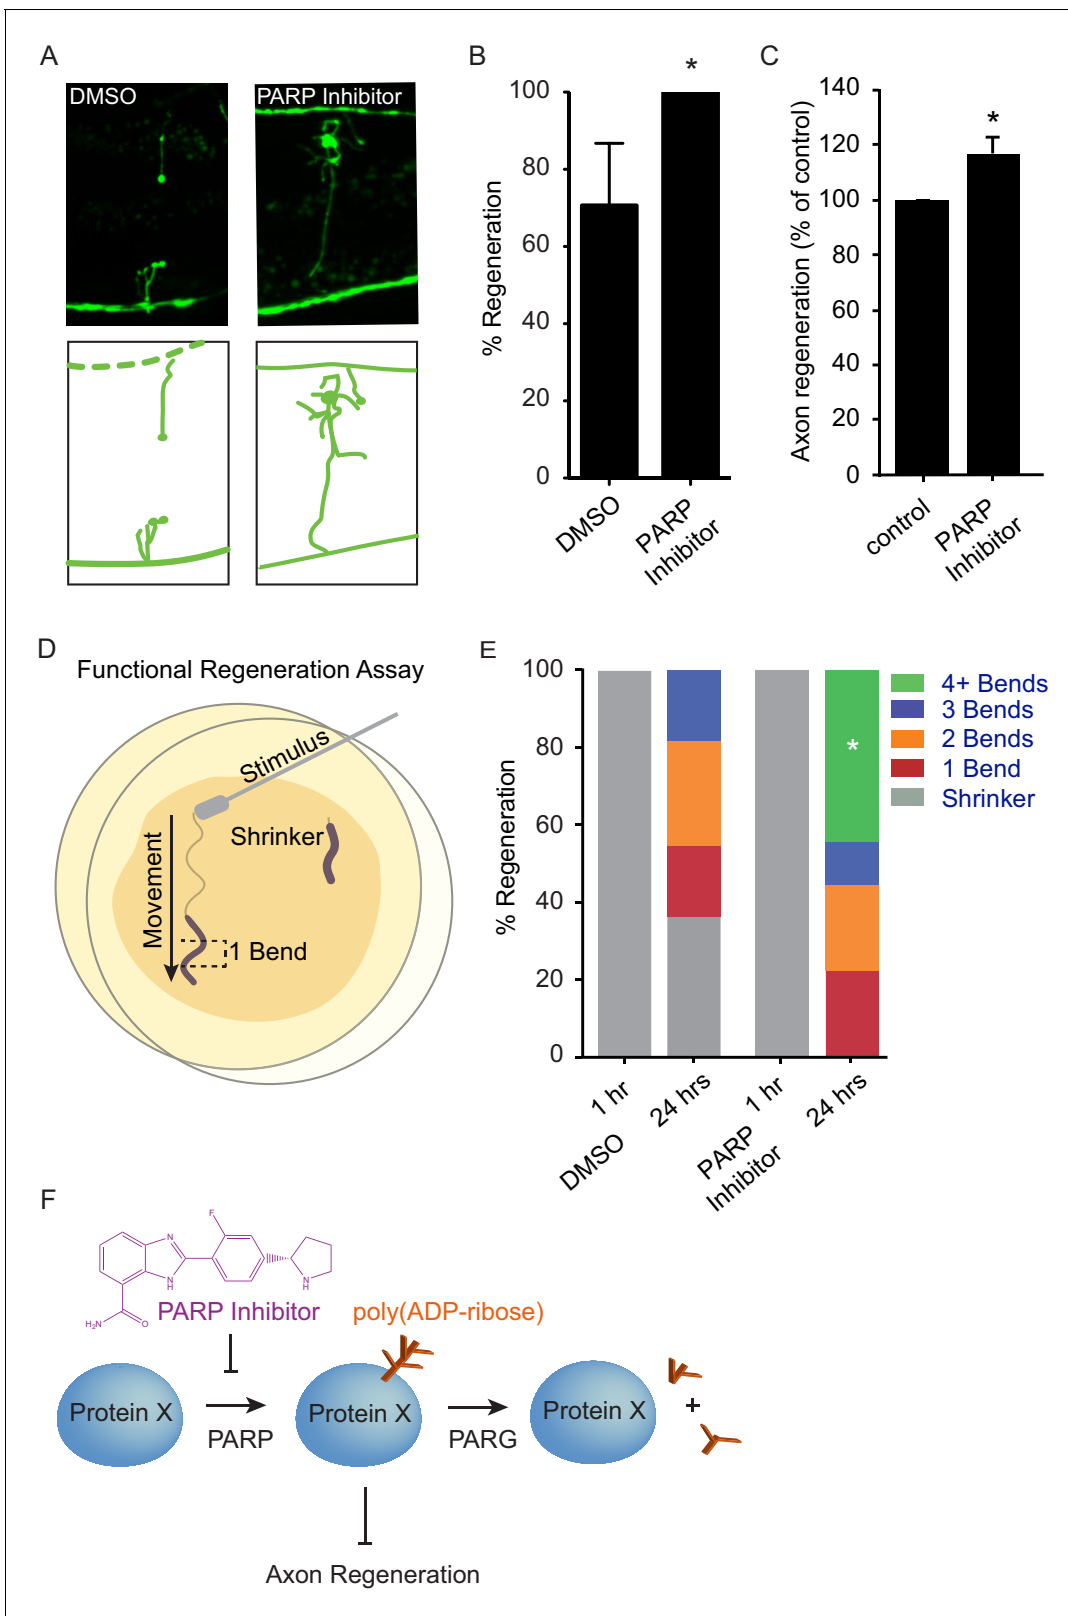 A
DMSO
PARP Inhibitor
B
% Regeneration
100
80
60
40
20
0
*
DMSO
PARP
Inhibitor
C
Axon regeneration (% of control)
140
120
100
80
60
40
20
0
*
control
PARP
Inhibitor
D
Functional Regeneration Assay
Stimulus
Shrinker
Movement
1 Bend
E
% Regeneration
100
80
60
40
20
0
*
4+ Bends
3 Bends
2 Bends
1 Bend
Shrinker
1 hr
24 hrs
1 hr
24 hrs
DMSO
PARP
Inhibitor
F
F
N
N
H
N
H
H₂N
O
PARP Inhibitor
poly(ADP-ribose)
Protein X
PARP
Protein X
PARG
Protein X
+
Axon Regeneration